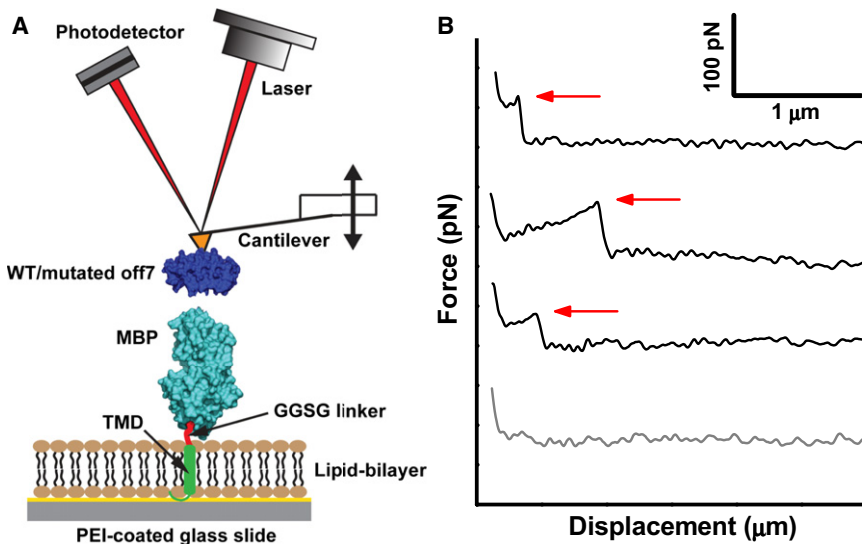 A
Photodetector
Laser
Cantilever
WT/mutated off7
MBP
GGSG linker
TMD
Lipid-bilayer
PEI-coated glass slide
B
100 pN
1 μm
Force (pN)
Displacement (μm)